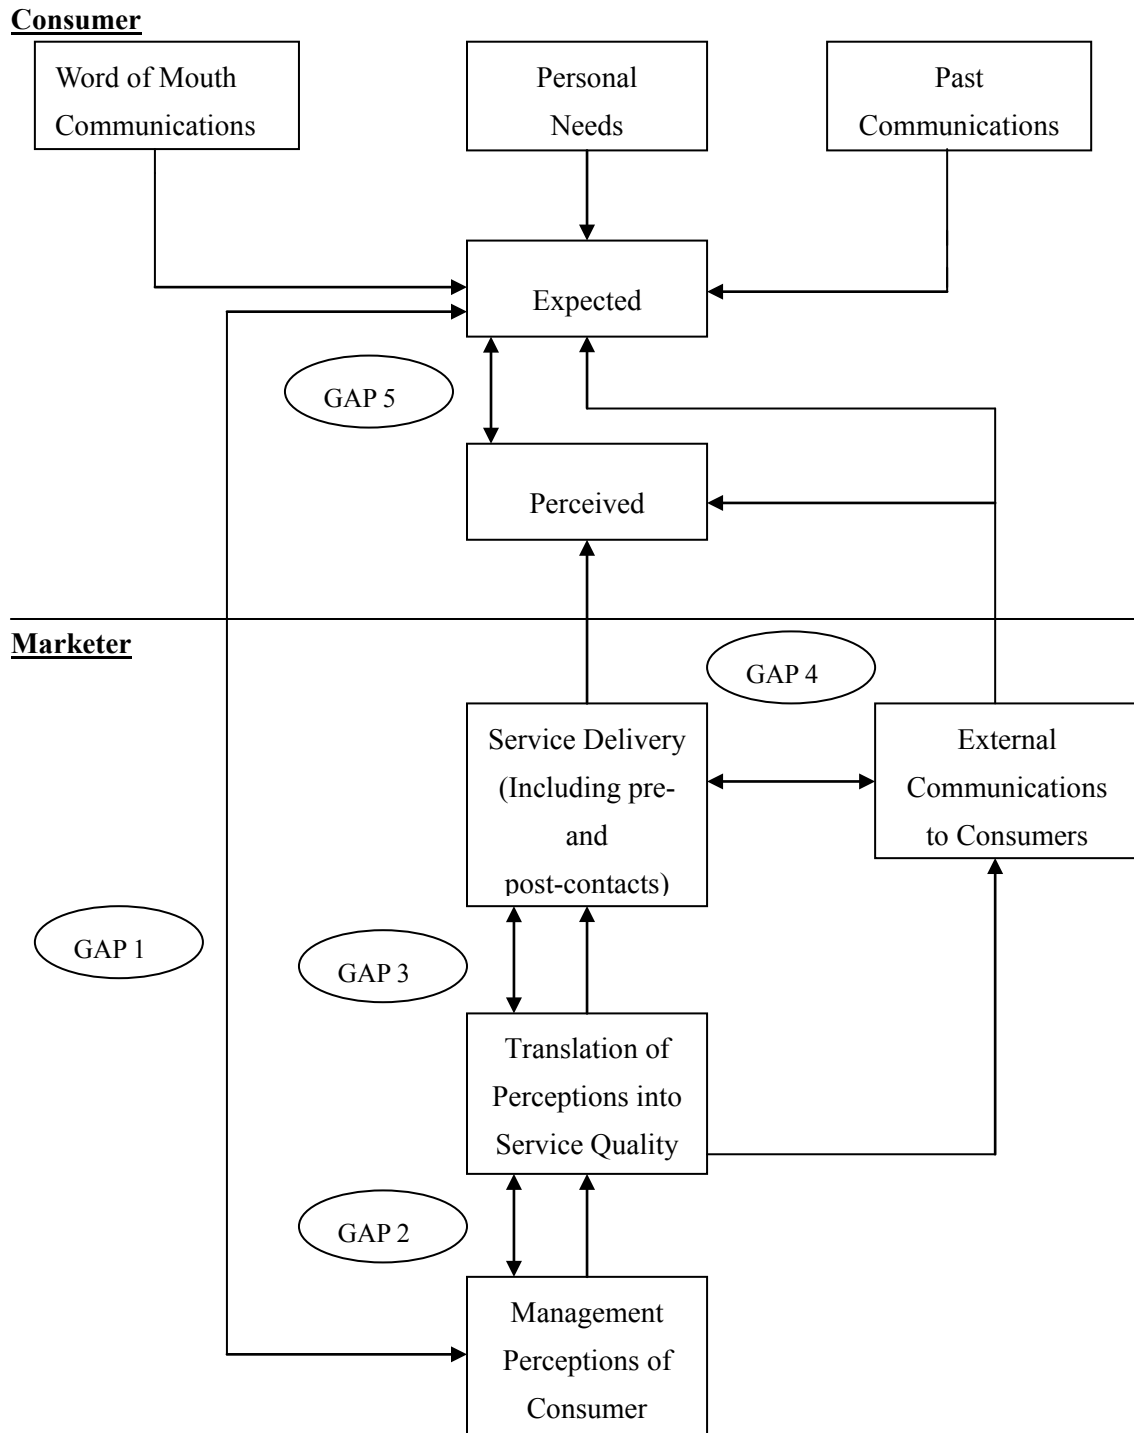 Consumer
Word of Mouth
Communications
Personal
Needs
Past
Communications
Expected
GAP 5
Perceived
Marketer
GAP 4
Service Delivery
(Including pre-
and
post-contacts)
External
Communications
to Consumers
GAP 1
GAP 3
Translation of
Perceptions into
Service Quality
GAP 2
Management
Perceptions of
Consumer